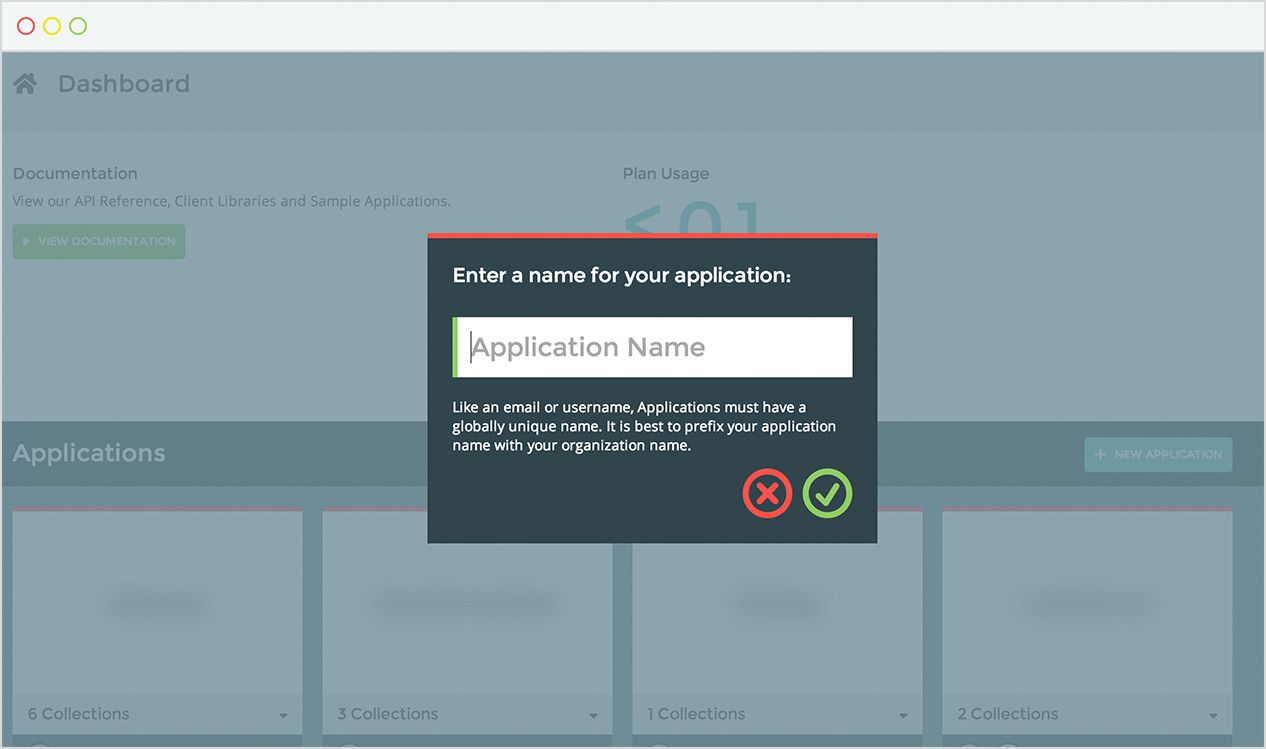 Dashboard
Documentation
View our API Reference, Client Libraries and Sample Applications.
VIEW DOCUMENTATION
Plan Usage
Enter a name for your application:
Application Name
Like an email or username, Applications must have a
globally unique name. It is best to prefix your application
name with your organization name.
Applications
NEW APPLICATION
6 Collections
3 Collections
1 Collections
2 Collections